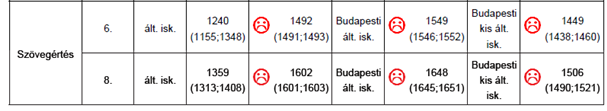 6. ált. isk. 1240 (1155;1348) 1492 (1491;1493) Budapesti ált. isk. 1549 (1546;1552) Budapesti kis ált. isk. 1449 (1438;1460)
Szövegértés
8. ált. isk. 1359 (1313;1408) 1602 (1601;1603) Budapesti ált. isk. 1648 (1645;1651) Budapesti kis ált. isk. 1506 (1490;1521)